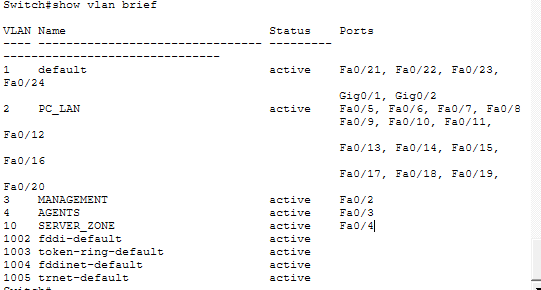 Switch#show vlan brief
VLAN Name                             Status    Ports
---- -------------------------------- ---------
-------------------------------
1    default                          active    Fa0/21, Fa0/22, Fa0/23,
Fa0/24
                                                Gig0/1, Gig0/2
2    PC_LAN                           active    Fa0/5, Fa0/6, Fa0/7, Fa0/8
                                                Fa0/9, Fa0/10, Fa0/11,
Fa0/12
                                                Fa0/13, Fa0/14, Fa0/15,
Fa0/16
                                                Fa0/17, Fa0/18, Fa0/19,
Fa0/20
3    MANAGEMENT                       active    Fa0/2
4    AGENTS                           active    Fa0/3
10   SERVER_ZONE                      active    Fa0/4
1002 fddi-default                     active
1003 token-ring-default               active
1004 fddinet-default                  active
1005 trnet-default                    active
Switch#